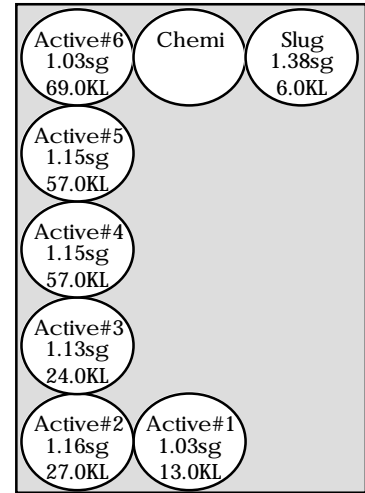 Active#6
1.03sg
69.0KL
Chemi
Slug
1.38sg
6.0KL
Active#5
1.15sg
57.0KL
Active#4
1.15sg
57.0KL
Active#3
1.13sg
24.0KL
Active#2
1.16sg
27.0KL
Active#1
1.03sg
13.0KL